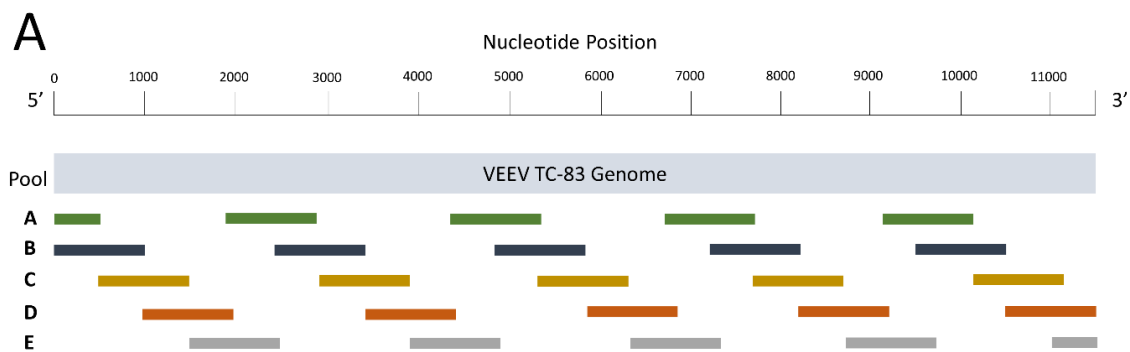 A
Nucleotide Position
0 1000 2000 3000 4000 5000 6000 7000 8000 9000 10000 11000
5’ 3’
VEEV TC-83 Genome
Pool
A
B
C
D
E